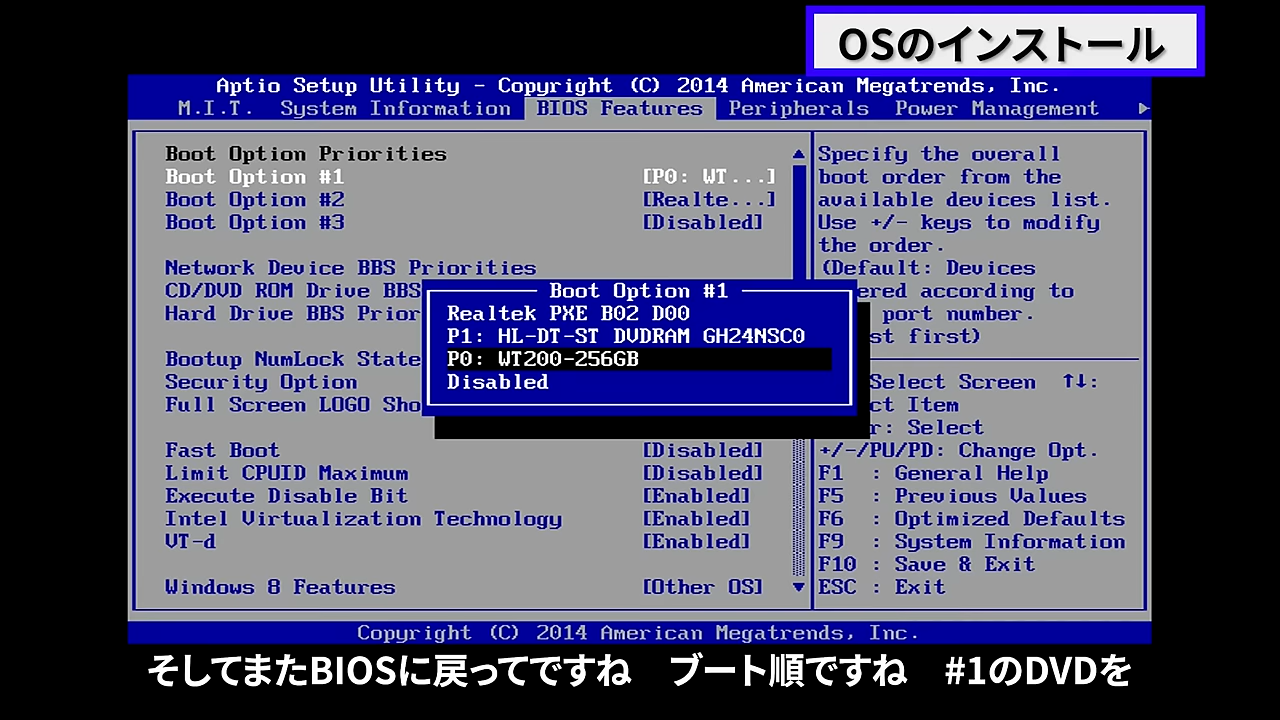 OSのインストール
Aptio Setup Utility - Copyright (C) 2014 American Megatrends, Inc.
M.I.T. System Information BIOS Features Peripherals Power Management
Boot Option Priorities
Boot Option #1 [P0: WT...]
Boot Option #2 [Realte...]
Boot Option #3 [Disabled]
Network Device BBS Priorities
CD/DVD ROM Drive BBS
Hard Drive BBS Prior
Bootup NumLock State
Security Option
Full Screen LOGO Sho
Fast Boot [Disabled]
Limit CPUID Maximum [Disabled]
Execute Disable Bit [Enabled]
Intel Virtualization Technology [Enabled]
VT-d [Enabled]
Windows 8 Features [Other OS]
Boot Option #1
Realtek PXE B02 D00
P1: HL-DT-ST DVDRAM GH24NSC0
P0: WT200-256GB
Disabled
Specify the overall
boot order from the
available devices list.
Use +/- keys to modify
the order.
(Default: Devices
ered according to
port number.
st first)
Select Screen ↑↓:
ct Item
r: Select
+/-/PU/PD: Change Opt.
F1 : General Help
F5 : Previous Values
F6 : Optimized Defaults
F9 : System Information
F10 : Save & Exit
ESC : Exit
Copyright (C) 2014 American Megatrends, Inc.
そしてまたBIOSに戻ってですね ブート順ですね #1のDVDを